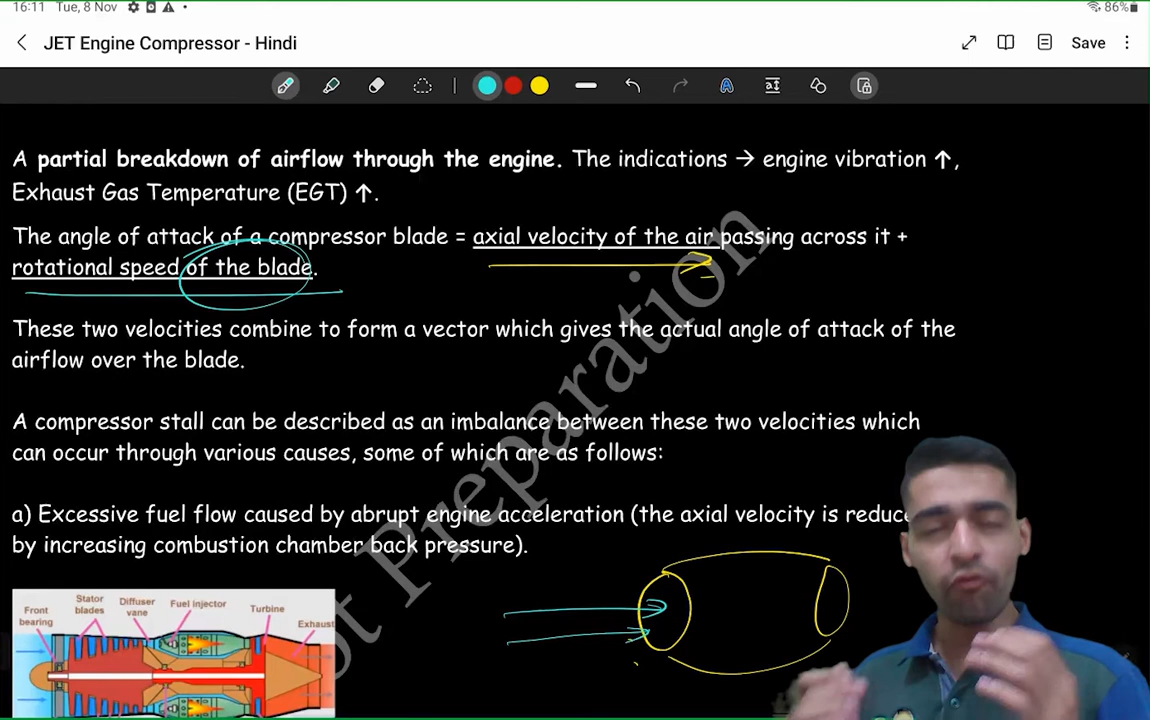 16:11 Tue, 8 Nov
86%
JET Engine Compressor - Hindi
Save
A partial breakdown of airflow through the engine. The indications → engine vibration ↑,
Exhaust Gas Temperature (EGT) ↑.
The angle of attack of a compressor blade = axial velocity of the air passing across it +
rotational speed of the blade.
These two velocities combine to form a vector which gives the actual angle of attack of the
airflow over the blade.
A compressor stall can be described as an imbalance between these two velocities which
can occur through various causes, some of which are as follows:
a) Excessive fuel flow caused by abrupt engine acceleration (the axial velocity is reduce
by increasing combustion chamber back pressure).
Front bearing
Stator blades
Diffuser vane
Fuel injector
Turbine
Exhaust
ot Preparation